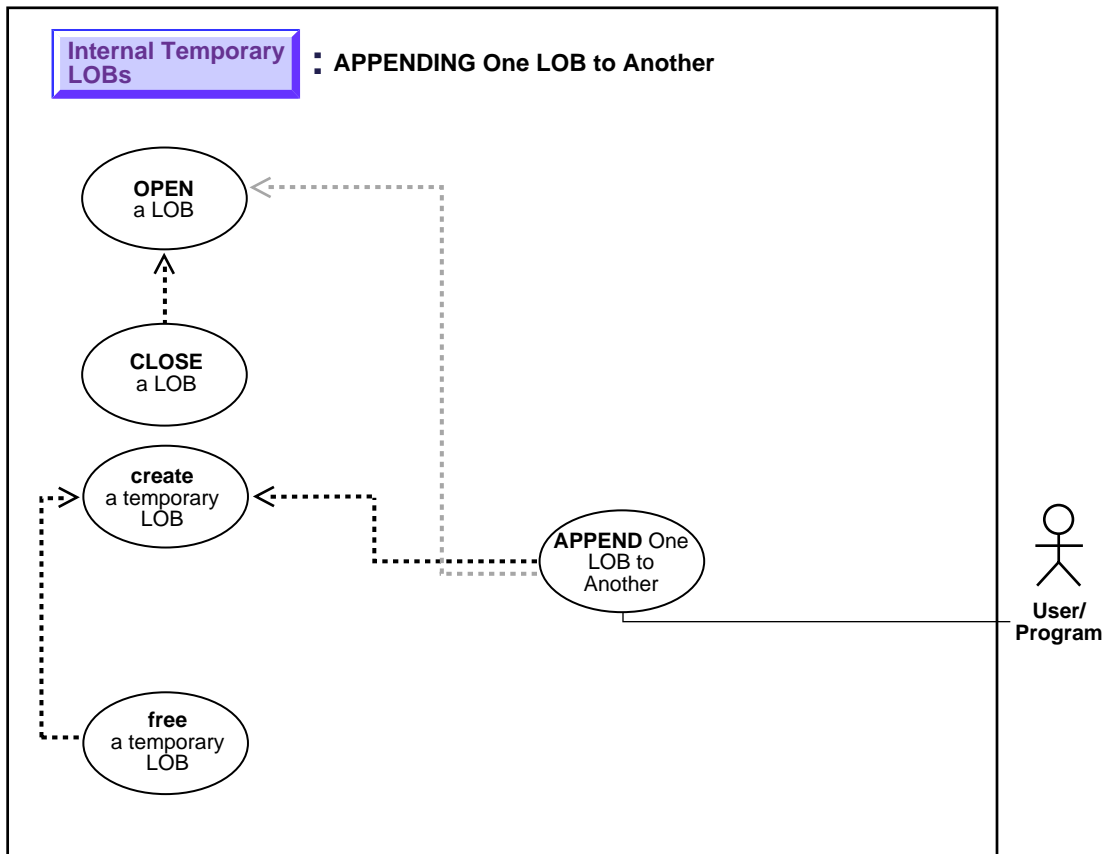 Internal Temporary
LOBs
: APPENDING One LOB to Another
OPEN
a LOB
CLOSE
a LOB
create
a temporary
LOB
APPEND One
LOB to
Another
User/
Program
free
a temporary
LOB